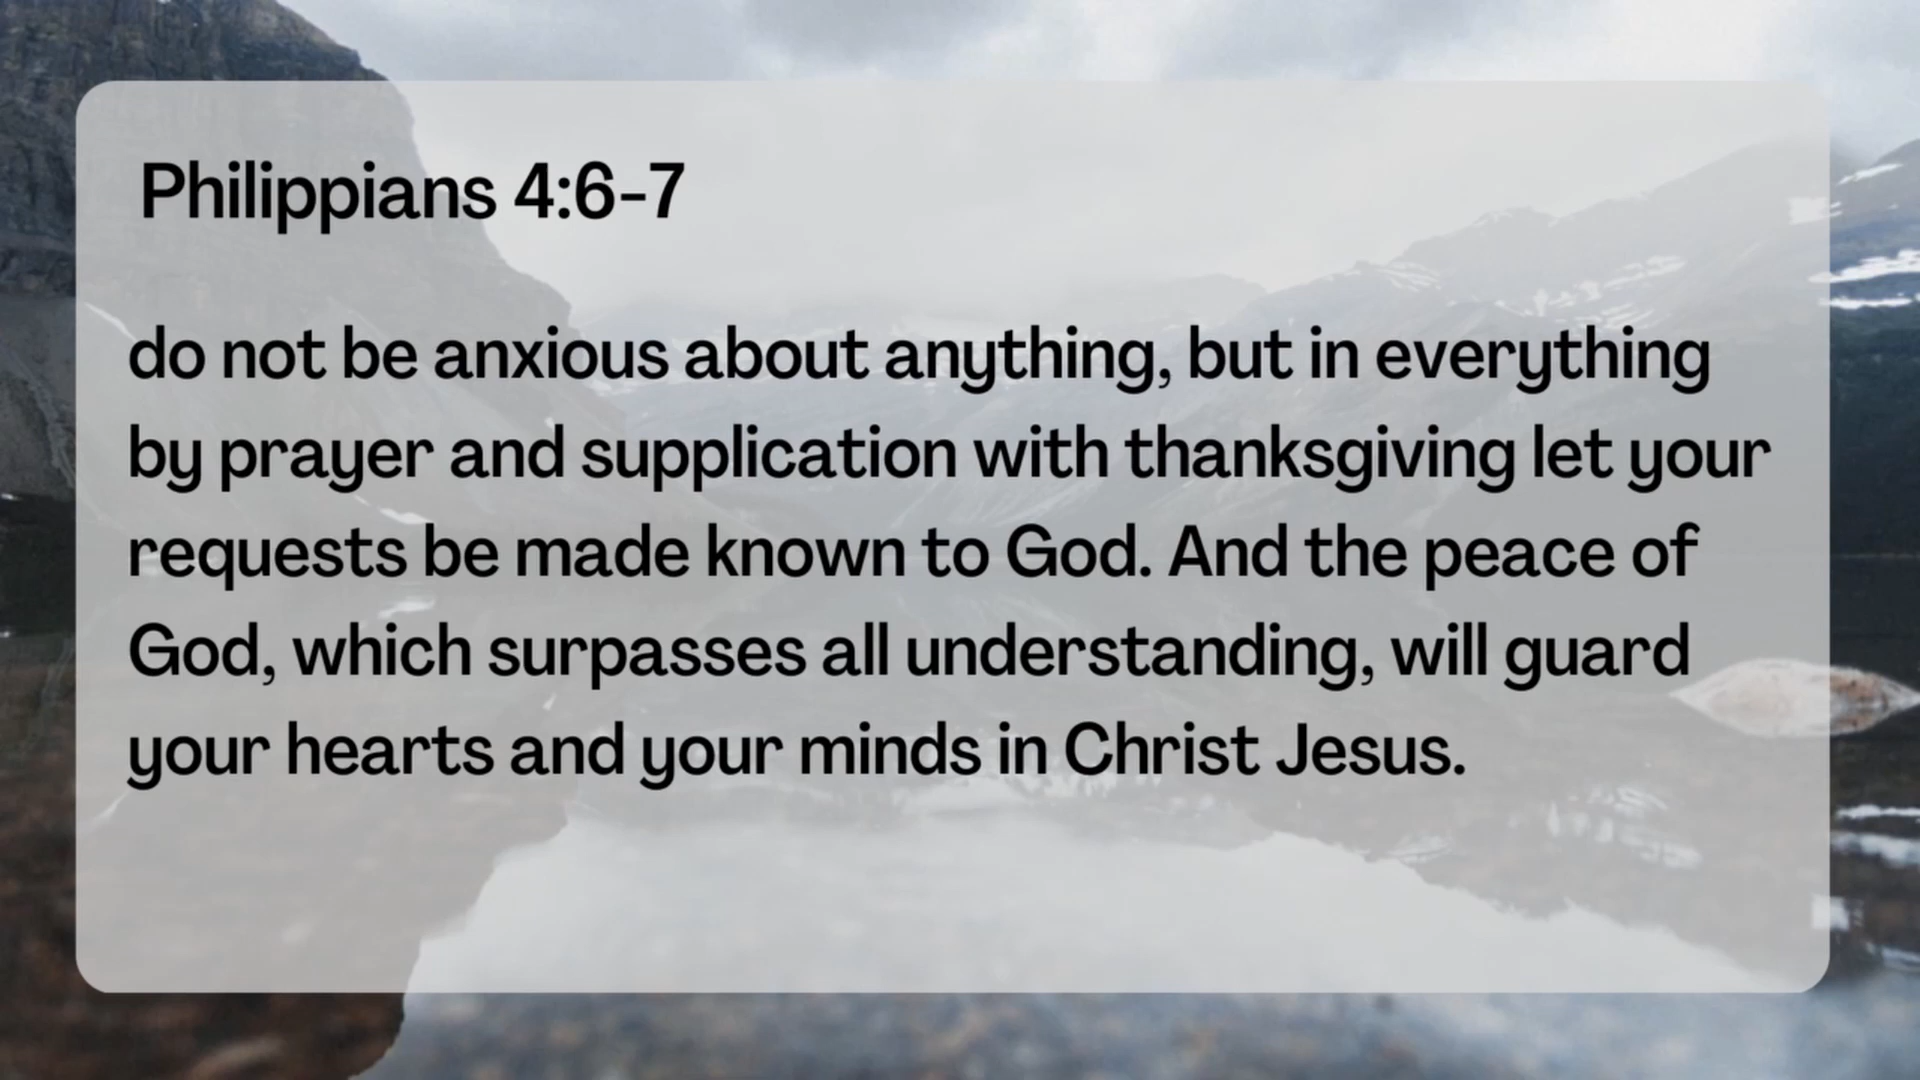 Philippians 4:6-7
do not be anxious about anything, but in everything
by prayer and supplication with thanksgiving let your
requests be made known to God. And the peace of
God, which surpasses all understanding, will guard
your hearts and your minds in Christ Jesus.